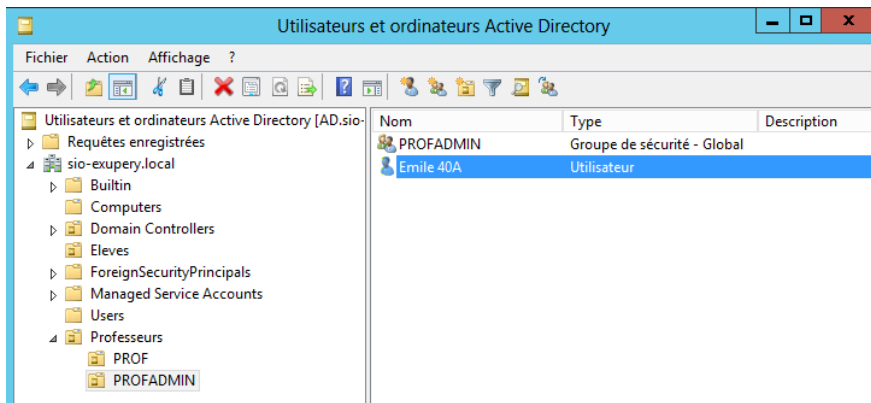 Utilisateurs et ordinateurs Active Directory
Fichier Action Affichage ?
Utilisateurs et ordinateurs Active Directory [AD.sio-
Requêtes enregistrées
sio-exupery.local
Builtin
Computers
Domain Controllers
Eleves
ForeignSecurityPrincipals
Managed Service Accounts
Users
Professeurs
PROF
PROFADMIN
Nom Type Description
PROFADMIN Groupe de sécurité - Global
Emile 40A Utilisateur